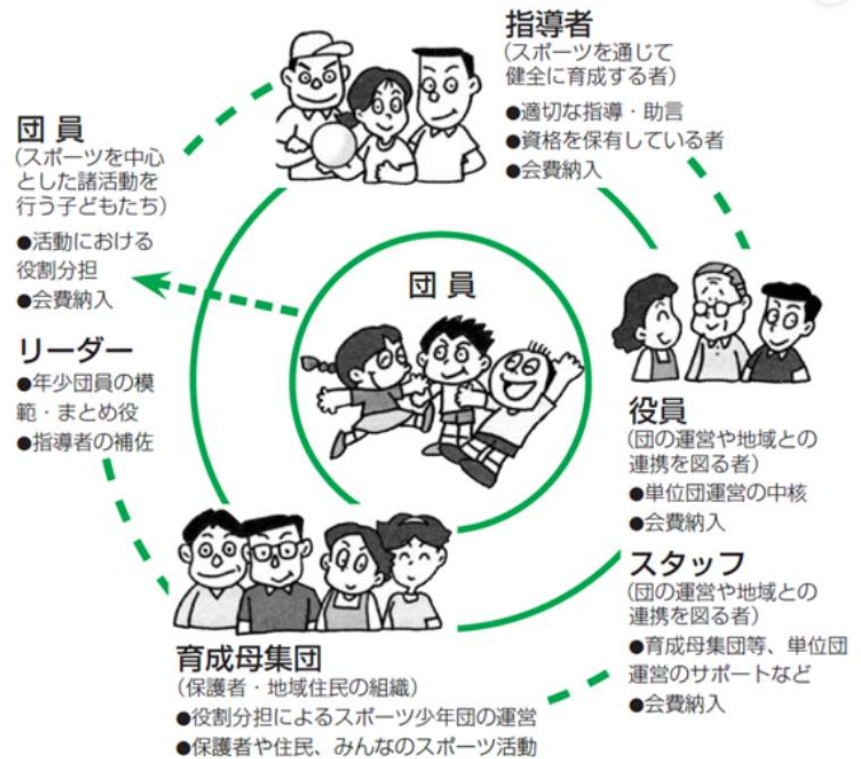 指導者
(スポーツを通じて
健全に育成する者)
●適切な指導・助言
●資格を保有している者
●会費納入
団員
(スポーツを中心
とした諸活動を
行う子どもたち)
●活動における
役割分担
●会費納入
リーダー
●年少団員の模
範・まとめ役
●指導者の補佐
団員
役員
(団の運営や地域との
連携を図る者)
●単位団運営の中核
●会費納入
スタッフ
(団の運営や地域との
連携を図る者)
●育成母集団等、単位団
運営のサポートなど
●会費納入
育成母集団
(保護者・地域住民の組織)
●役割分担によるスポーツ少年団の運営
●保護者や住民、みんなのスポーツ活動